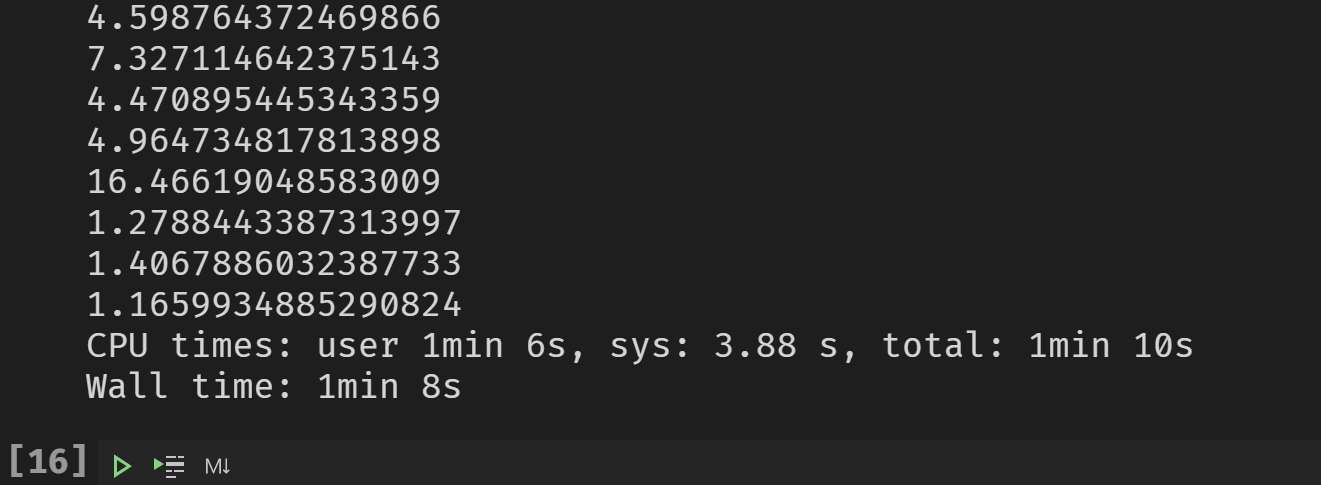 4.598764372469866
7.327114642375143
4.470895445343359
4.964734817813898
16.46619048583009
1.2788443387313997
1.4067886032387733
1.1659934885290824
CPU times: user 1min 6s, sys: 3.88 s, total: 1min 10s
Wall time: 1min 8s
[16] M↓